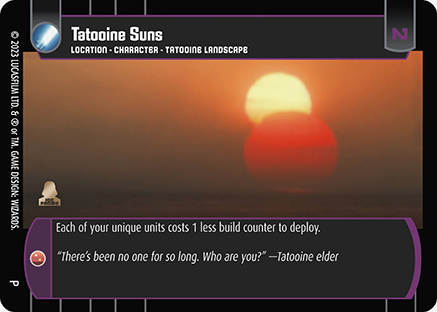 Tatooine Suns
LOCATION - CHARACTER - TATOOINE LANDSCAPE
N
© 2023 LUCASFILM LTD. & ® or TM. GAME DESIGN: WIZARDS.
Each of your unique units costs 1 less build counter to deploy.
"There's been no one for so long. Who are you?" —Tatooine elder
P